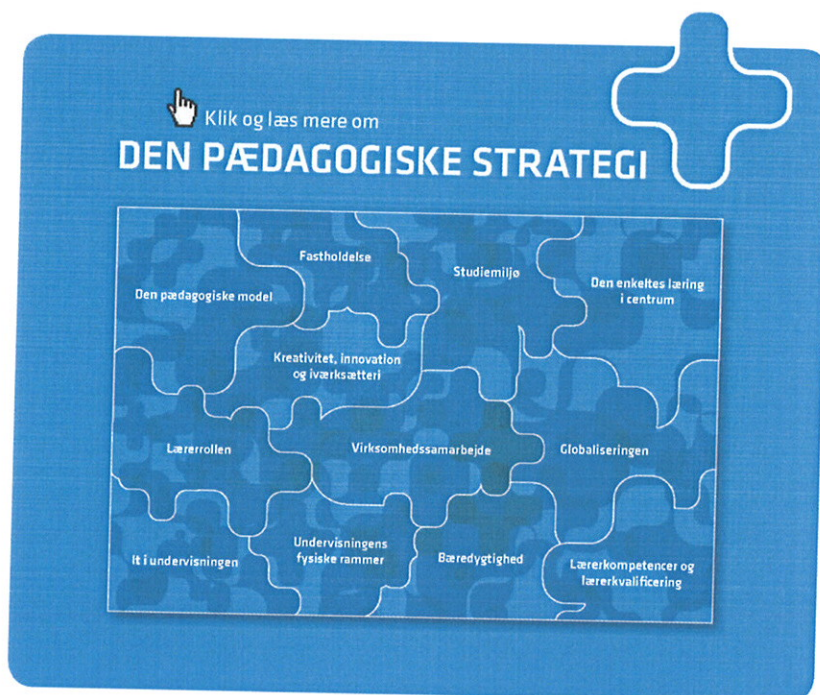 Klik og læs mere om
DEN PÆDAGOGISKE STRATEGI
Fastholdelse
Studiemiljø
Den pædagogiske model
Den enkeltes læring
i centrum
Kreativitet, innovation
og iværksætteri
Lærerrollen
Virksomhedssamarbejde
Globaliseringen
It i undervisningen
Undervisningens
fysiske rammer
Bæredygtighed
Lærerkompetencer og
lærerkvalificering